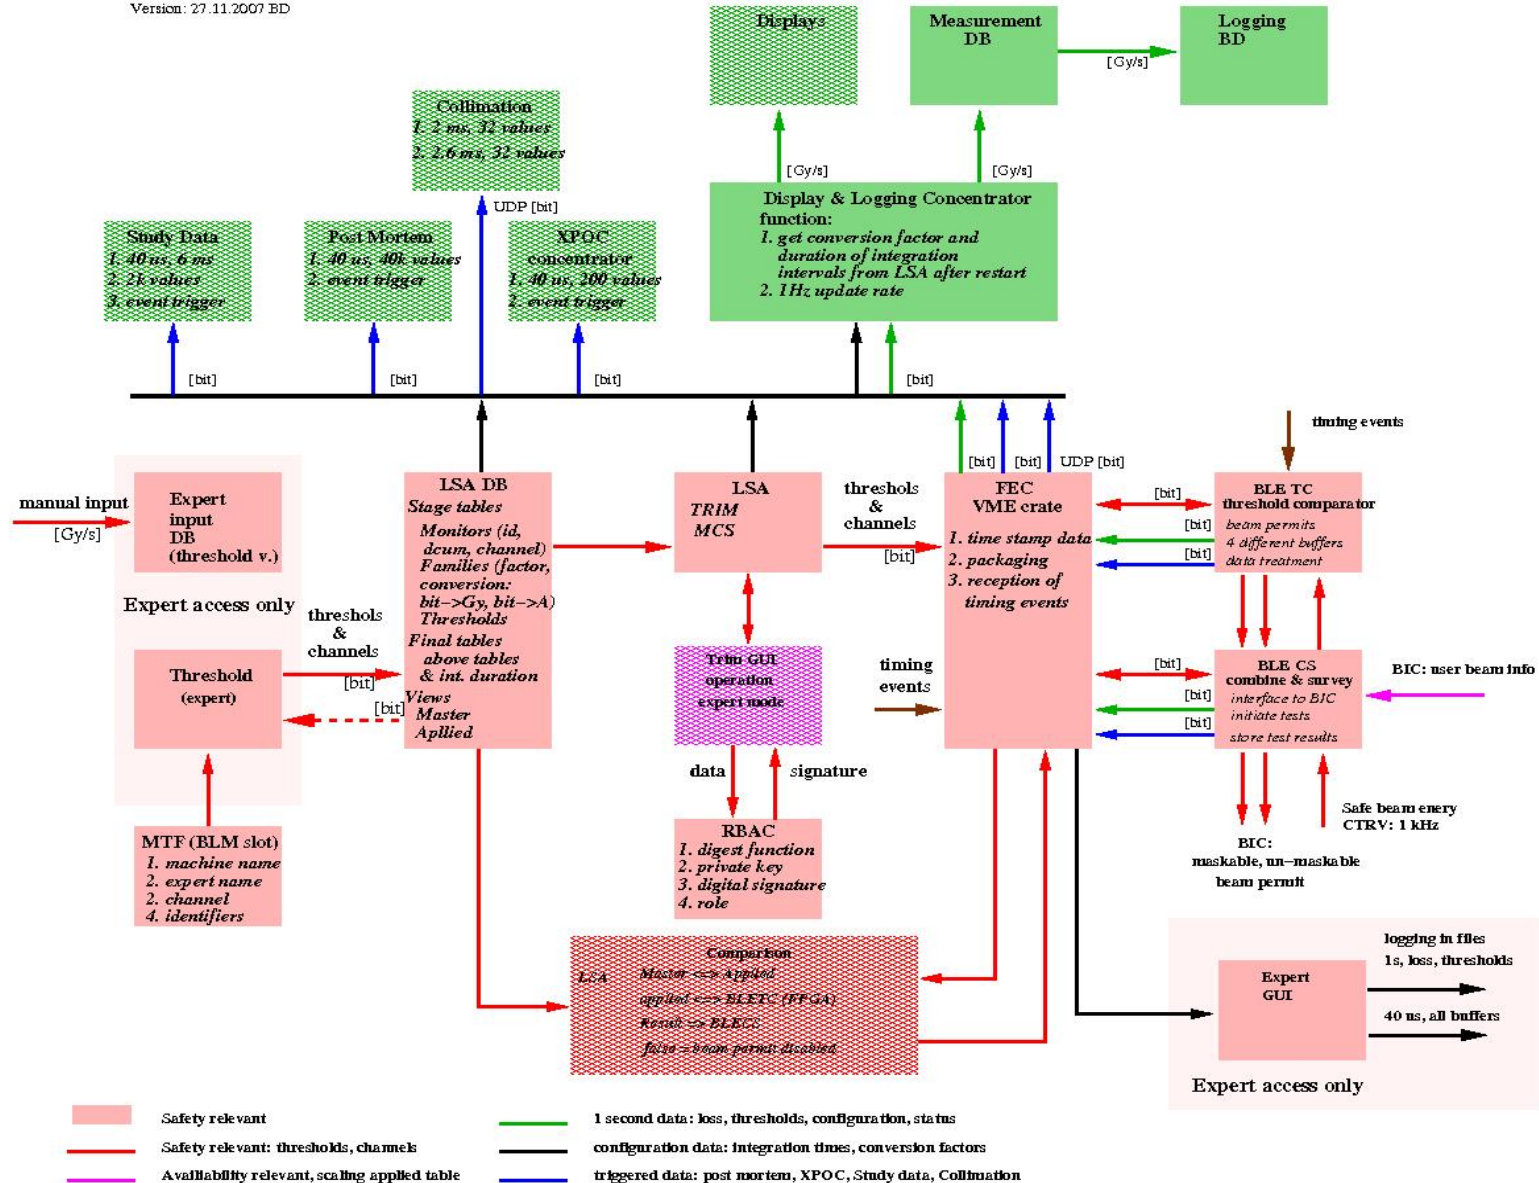 Version: 27.11.2007 BD
Displays
Measurement
DB
[Gy/s]
Logging
BD
Collimation
1. 2 ms, 32 values
2. 2.6 ms, 32 values
UDP [bit]
[Gy/s]
[Gy/s]
Study Data
1. 40 us, 6 ms
2. 2k values
3. event trigger
Post Mortem
1. 40 us, 40k values
2. event trigger
XPOC
concentrator
1. 40 us, 200 values
2. event trigger
Display & Logging Concentrator
function:
1. get conversion factor and
duration of integration
intervals from LSA after restart
2. 1Hz update rate
[bit]
[bit]
[bit]
[bit]
manual input
[Gy/s]
Expert
input
DB
(threshold v.)
Expert access only
Threshold
(expert)
threshols
&
channels
[bit]
[bit]
MTF (BLM slot)
1. machine name
2. expert name
2. channel
4. identifiers
LSA DB
Stage tables
Monitors (id,
dcum, channel)
Families (factor,
conversion:
bit->Gy, bit->A)
Thresholds
Final tables
above tables
& int. duration
Views
Master
Apllied
LSA
TRIM
MCS
threshols
&
channels
[bit]
Trim GUI
operation
expert mode
data
signature
RBAC
1. digest function
2. private key
3. digital signature
4. role
[bit]
[bit]
UDP [bit]
FEC
VME crate
1. time stamp data
2. packaging
3. reception of
timing events
timing
events
timing events
[bit]
[bit]
[bit]
BLE TC
threshold comparator
beam permits
4 different buffers
data treatment
[bit]
[bit]
[bit]
BLE CS
combine & survey
interface to BIC
initiate tests
store test results
BIC: user beam info
Safe beam enery
CTRV: 1 kHz
BIC:
maskable, un-maskable
beam permit
Comparison
LSA Master <=> Applied
applied <=> BLETC (FPGA)
Result => BLECS
false = beam permit disabled
Expert
GUI
logging in files
1s, loss, thresholds
40 us, all buffers
Expert access only
Safety relevant
Safety relevant: thresholds, channels
Availiability relevant, scaling applied table
1 second data: loss, thresholds, configuration, status
configuration data: integration times, conversion factors
triggered data: post mortem, XPOC, Study data, Collimation